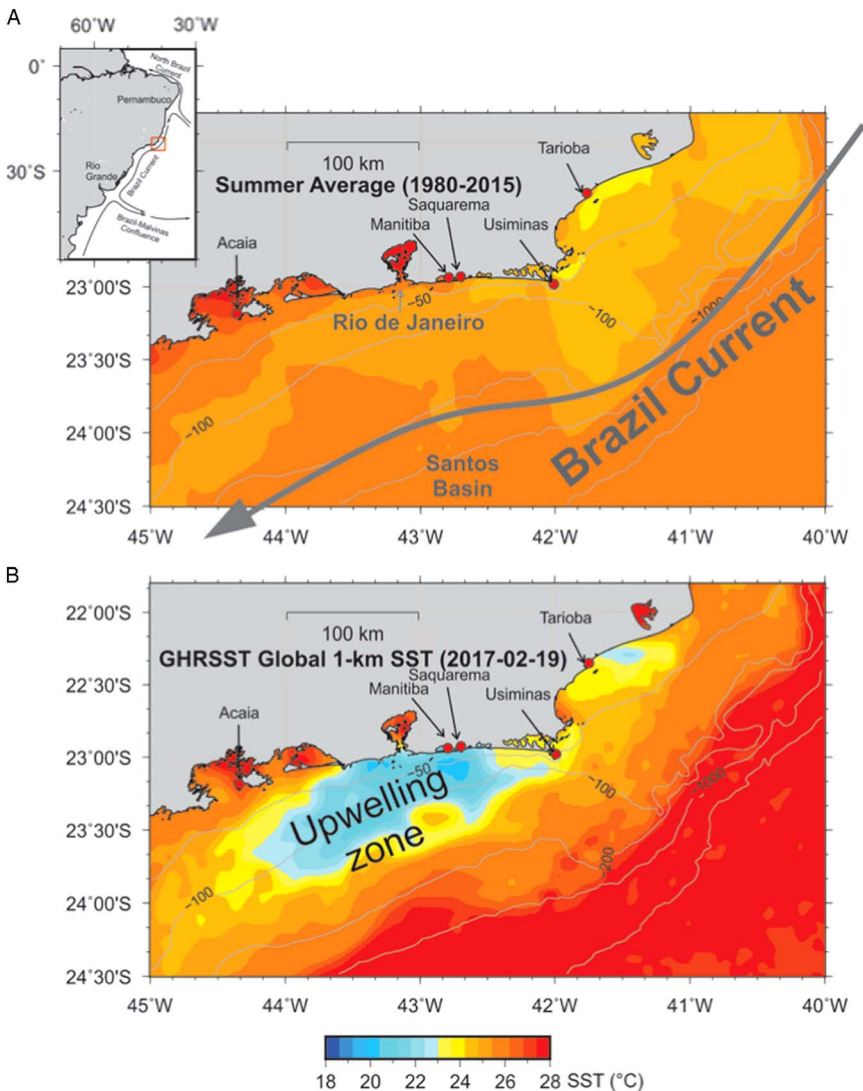 A
60°W
30°W
0°
30°S
North Brazil
Current
Pernambuco
Rio
Grande
Brazil Current
Brazil-Malvinas
Confluence
100 km
Summer Average (1980-2015)
Tarioba
Saquarema
Manitiba
Usiminas
Acaia
Rio de Janeiro
−50
−100
−1000
−100
Brazil Current
Santos
Basin
23°00'S
23°30'S
24°00'S
24°30'S
45°W
44°W
43°W
42°W
41°W
40°W
B
22°00'S
22°30'S
23°00'S
23°30'S
24°00'S
24°30'S
100 km
GHRSST Global 1-km SST (2017-02-19)
Tarioba
Saquarema
Manitiba
Usiminas
Acaia
−50
−100
−1000
−200
−100
Upwelling
zone
45°W
44°W
43°W
42°W
41°W
40°W
18
20
22
24
26
28
SST (°C)